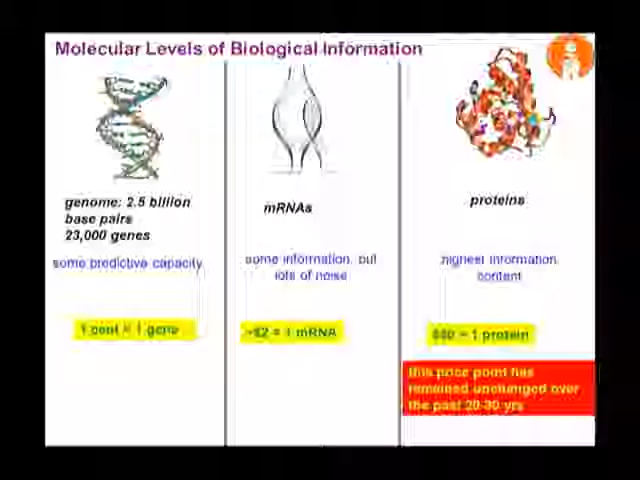 Molecular Levels of Biological Information
genome: 2.5 billion
base pairs
23,000 genes
some predictive capacity
1 cent = 1 gene
mRNAs
some information, but
lots of noise
~$2 = 1 mRNA
proteins
highest information
content
= 1 protein
this price point has
remained unchanged over
the past 20-30 yrs